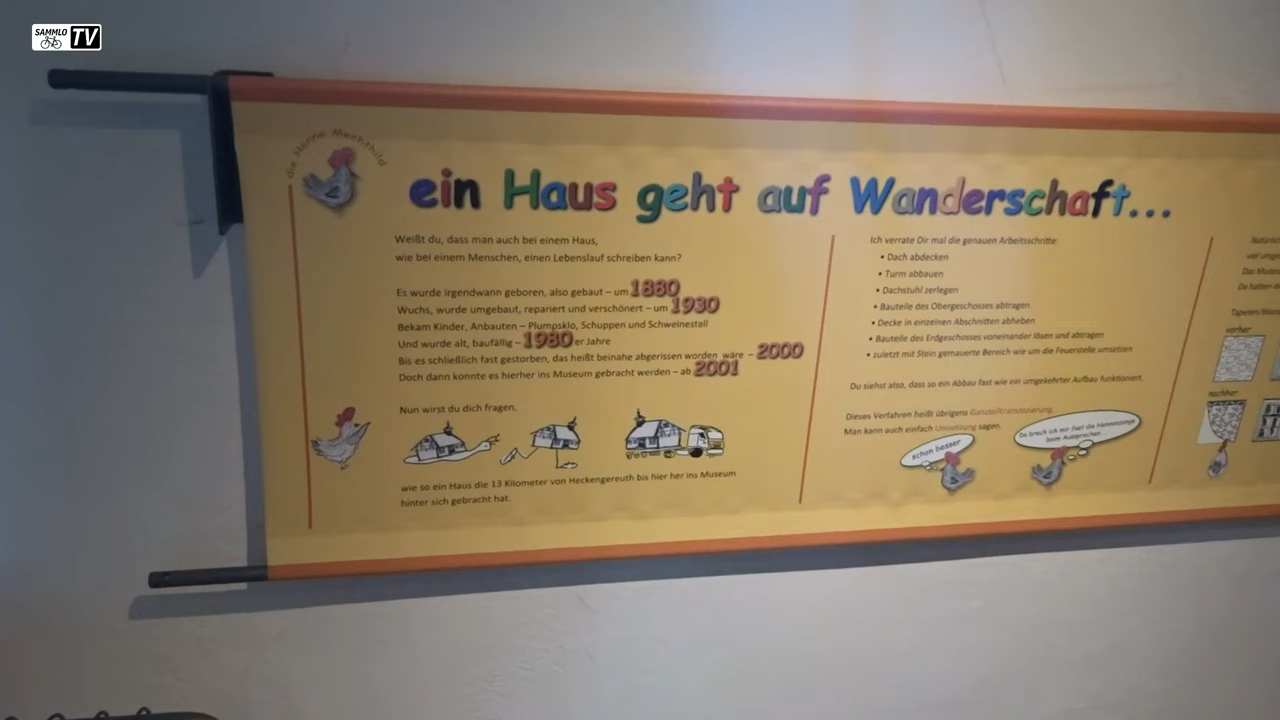 SAMMLO TV
die Henne Mechthild
ein Haus geht auf Wanderschaft...
Weißt du, dass man auch bei einem Haus,
wie bei einem Menschen, einen Lebenslauf schreiben kann?
Es wurde irgendwann geboren, also gebaut – um 1880
Wuchs, wurde umgebaut, repariert und verschönert – um 1930
Bekam Kinder, Anbauten – Plumpsklo, Schuppen und Schweinestall
Und wurde alt, baufällig – 1980er Jahre
Bis es schließlich fast gestorben, das heißt beinahe abgerissen worden wäre – 2000
Doch dann konnte es hierher ins Museum gebracht werden – ab 2001
Nun wirst du dich fragen,
wie so ein Haus die 13 Kilometer von Heckengereuth bis hier her ins Museum
hinter sich gebracht hat.
Ich verrate Dir mal die genauen Arbeitsschritte:
• Dach abdecken
• Turm abbauen
• Dachstuhl zerlegen
• Bauteile des Obergeschosses abtragen
• Decke in einzelnen Abschnitten abheben
• Bauteile des Erdgeschosses voneinander lösen und abtragen
• zuletzt mit Stein gemauerte Bereich wie um die Feuerstelle umsetzen
Du siehst also, dass so ein Abbau fast wie ein umgekehrter Aufbau funktioniert.
Dieses Verfahren heißt übrigens Ganzteiltranslozierung,
Man kann auch einfach Umsetzung sagen.
schon besser
Da brech ich mir fast die Hennenzunge
beim Aussprechen
viel
Das
Da hatten
vorher
nachher